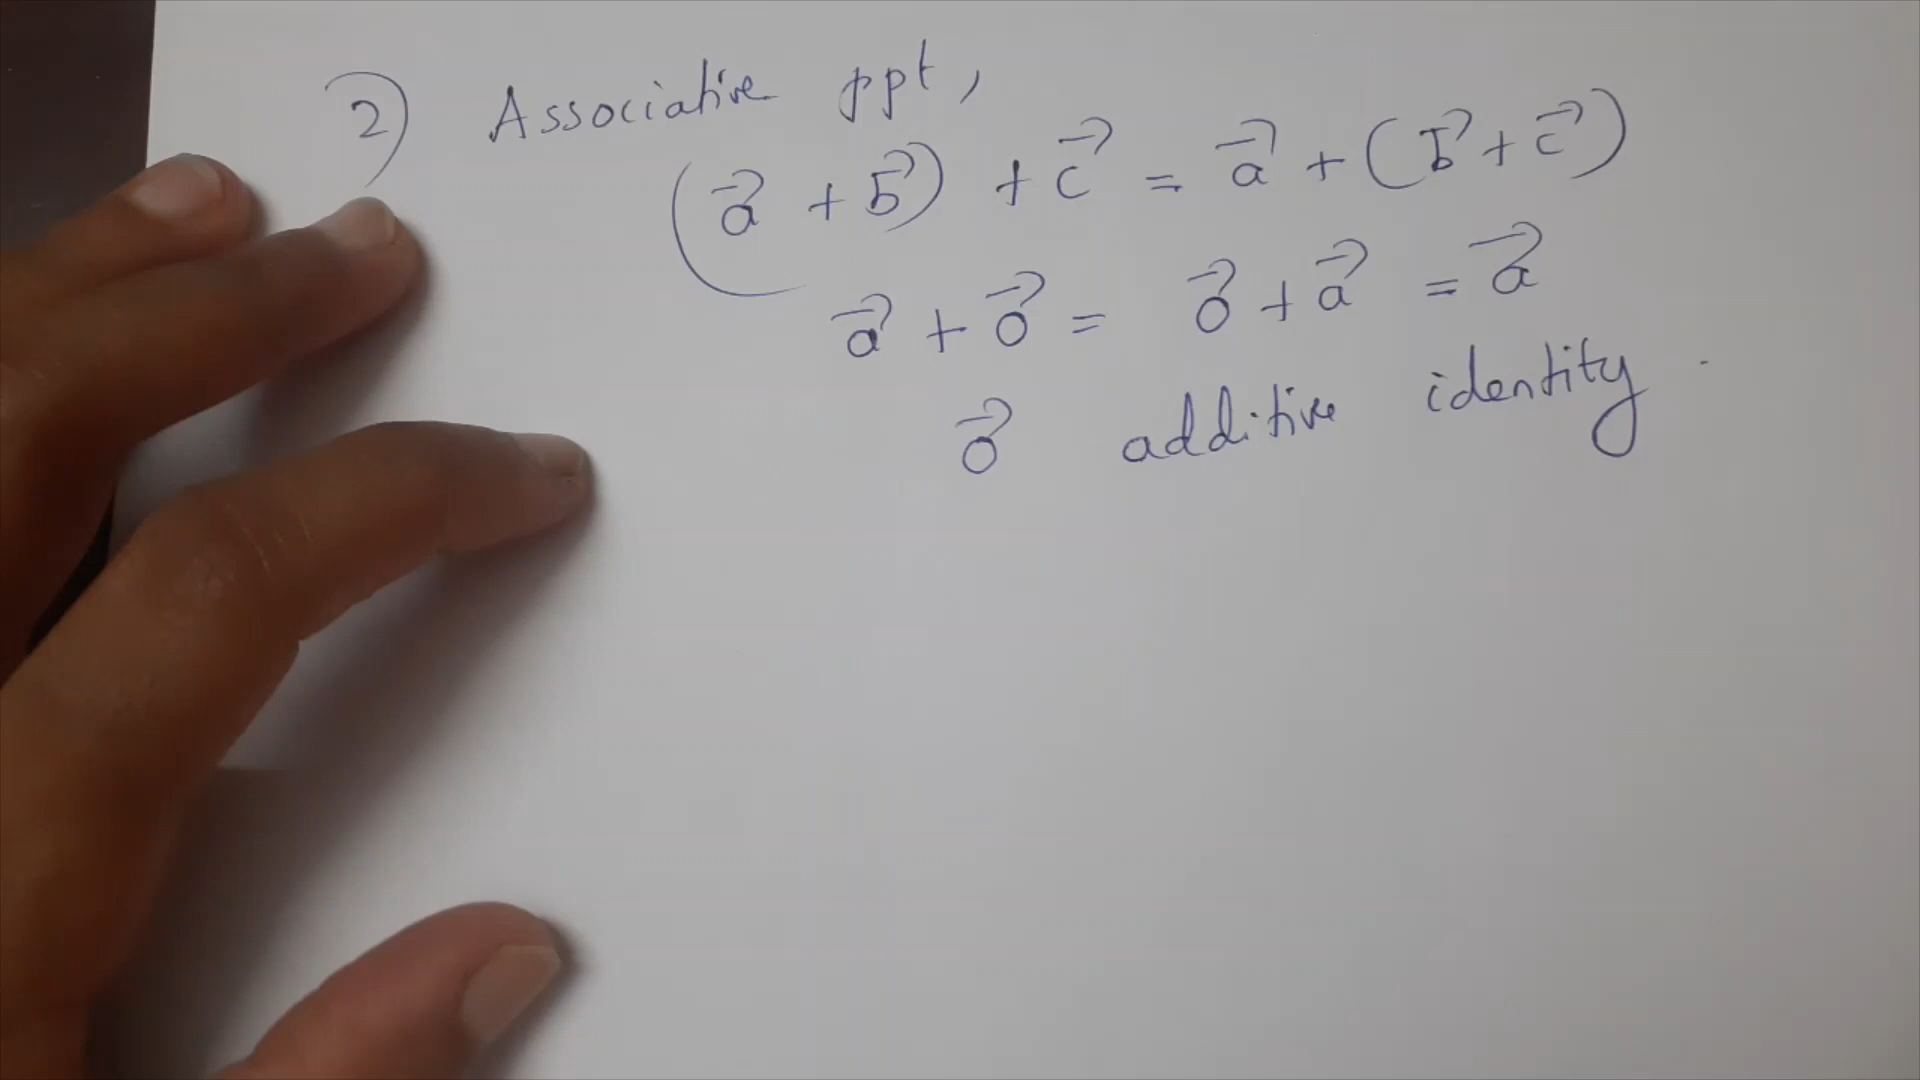 2) Associative ppt,
(a⃗ + b⃗) + c⃗ = a⃗ + (b⃗ + c⃗)
a⃗ + 0⃗ = 0⃗ + a⃗ = a⃗
0⃗ additive identity.